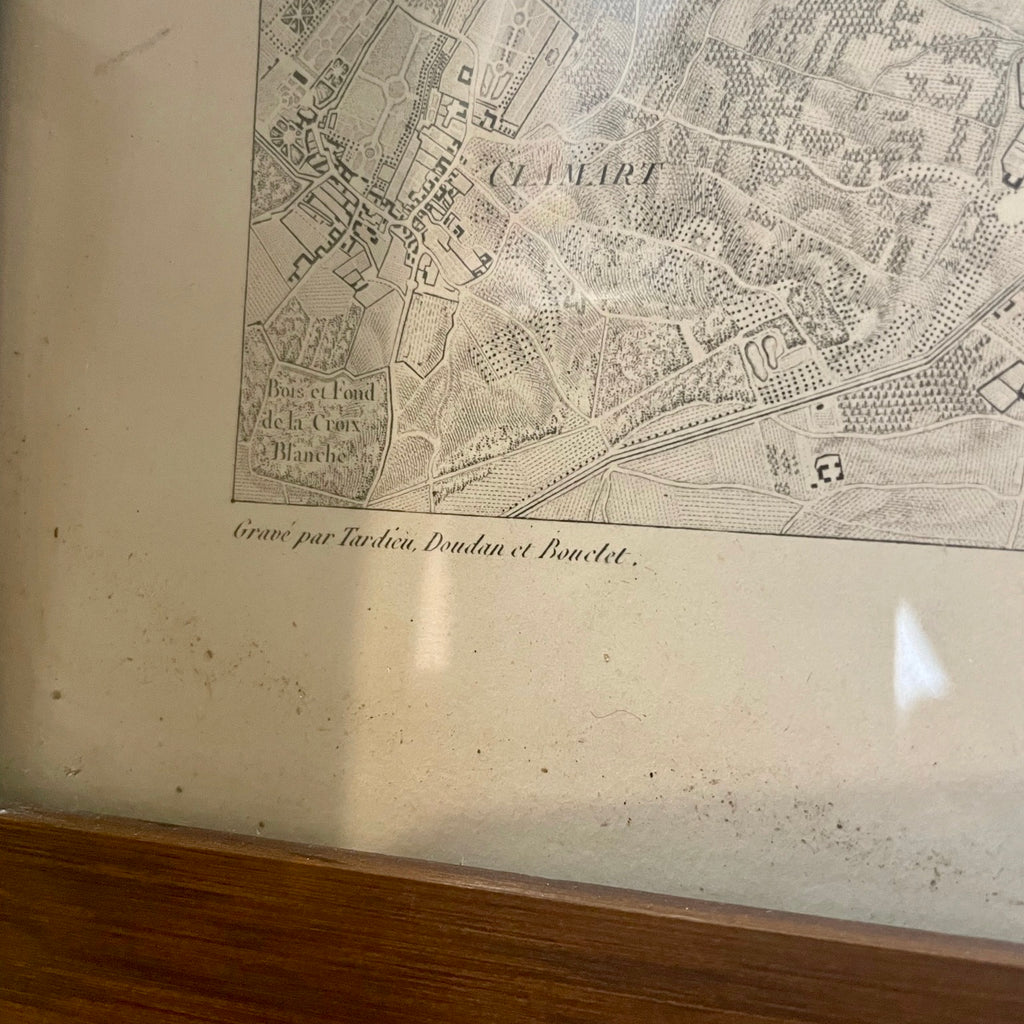 CLAMART
Bois et Fond
de la Croix
Blanche
Gravé par Tardieu, Doudan et Bouclet.